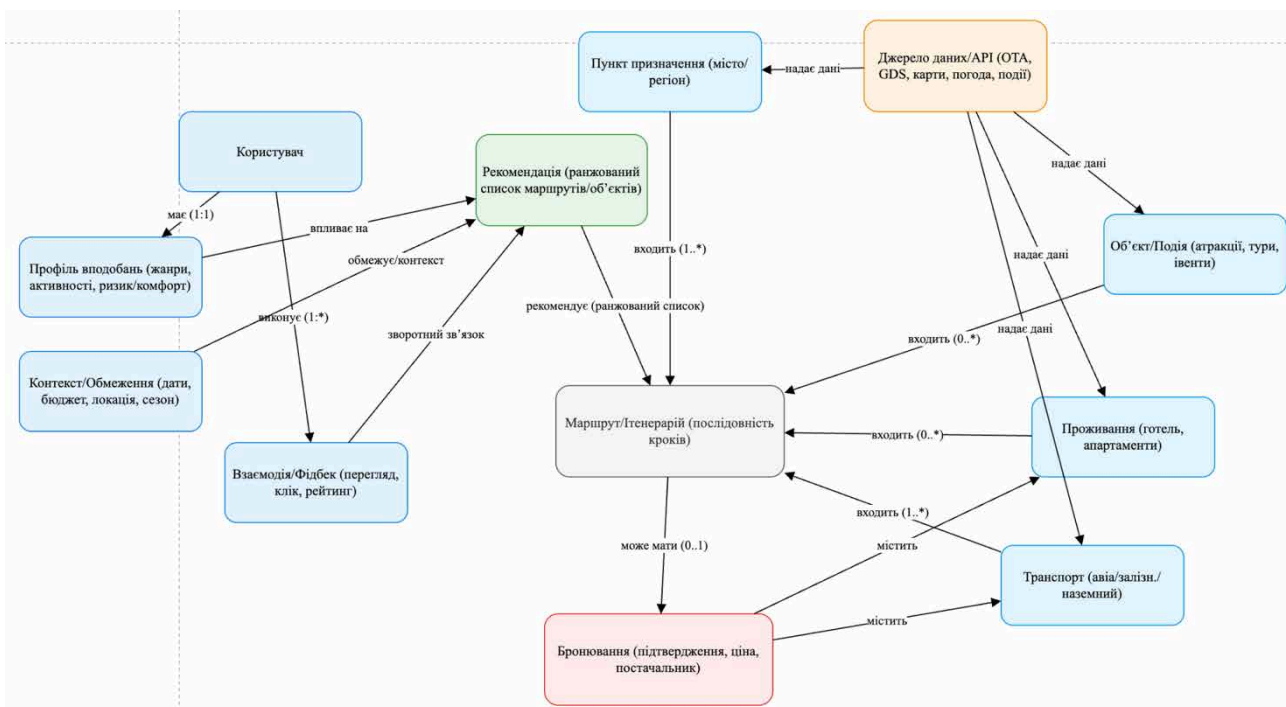 Пункт призначення (місто/
регіон)
надає дані
Джерело даних/API (OTA,
GDS, карти, погода, події)
Користувач
Рекомендація (ранжований
список маршрутів/об’єктів)
надає дані
має (1:1)
впливає на
Об’єкт/Подія (атракції, тури,
івенти)
входить (1..*)
надає дані
Профіль вподобань (жанри,
активності, ризик/комфорт)
обмежує/контекст
рекомендує (ранжований список)
виконує (1:*)
надає дані
входить (0..*)
зворотний зв’язок
Контекст/Обмеження (дати,
бюджет, локація, сезон)
Маршрут/Ітенерарій (послідовність
кроків)
входить (0..*)
Проживання (готель,
апартаменти)
Взаємодія/Фідбек (перегляд,
клік, рейтинг)
входить (1..*)
може мати (0..1)
містить
Транспорт (авіа/залізн./
наземний)
містить
Бронювання (підтвердження, ціна,
постачальник)